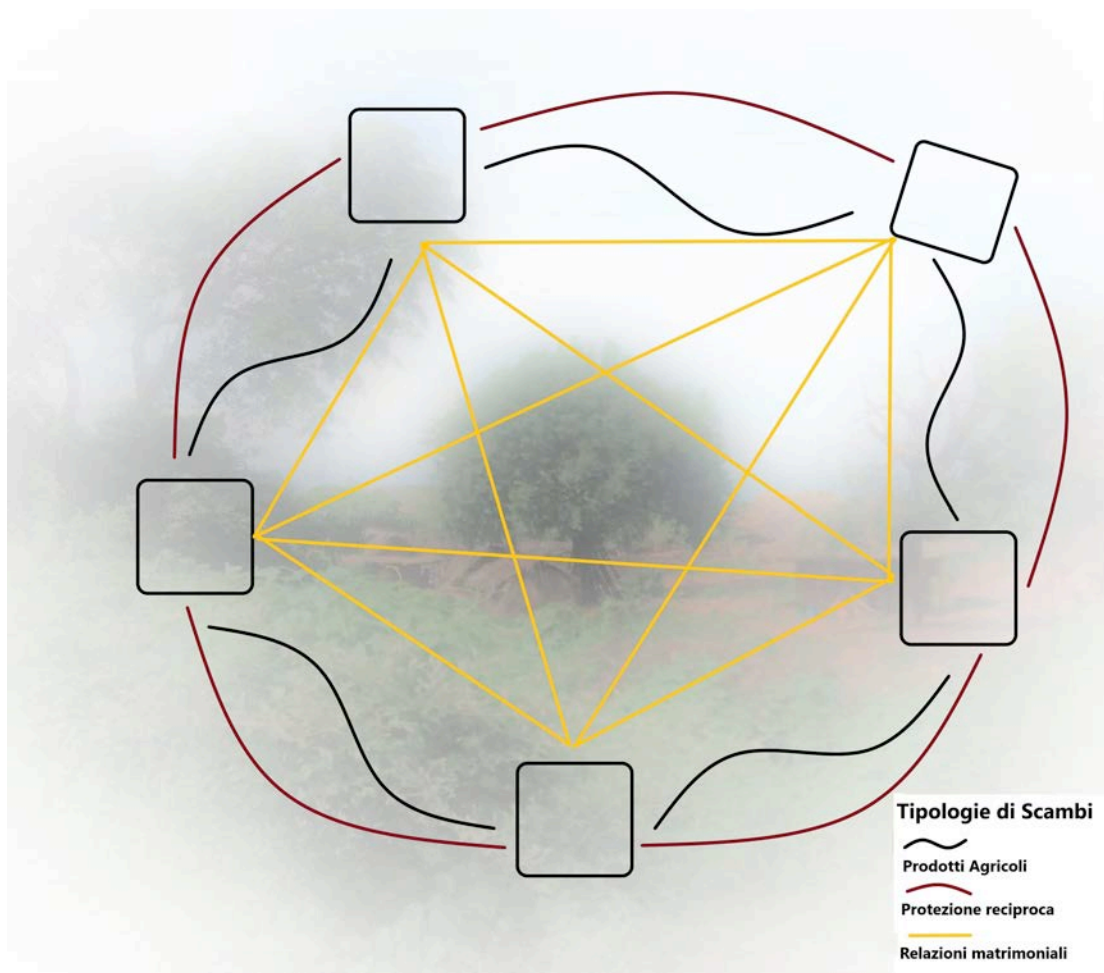 Tipologie di Scambi
Prodotti Agricoli
Protezione reciproca
Relazioni matrimoniali